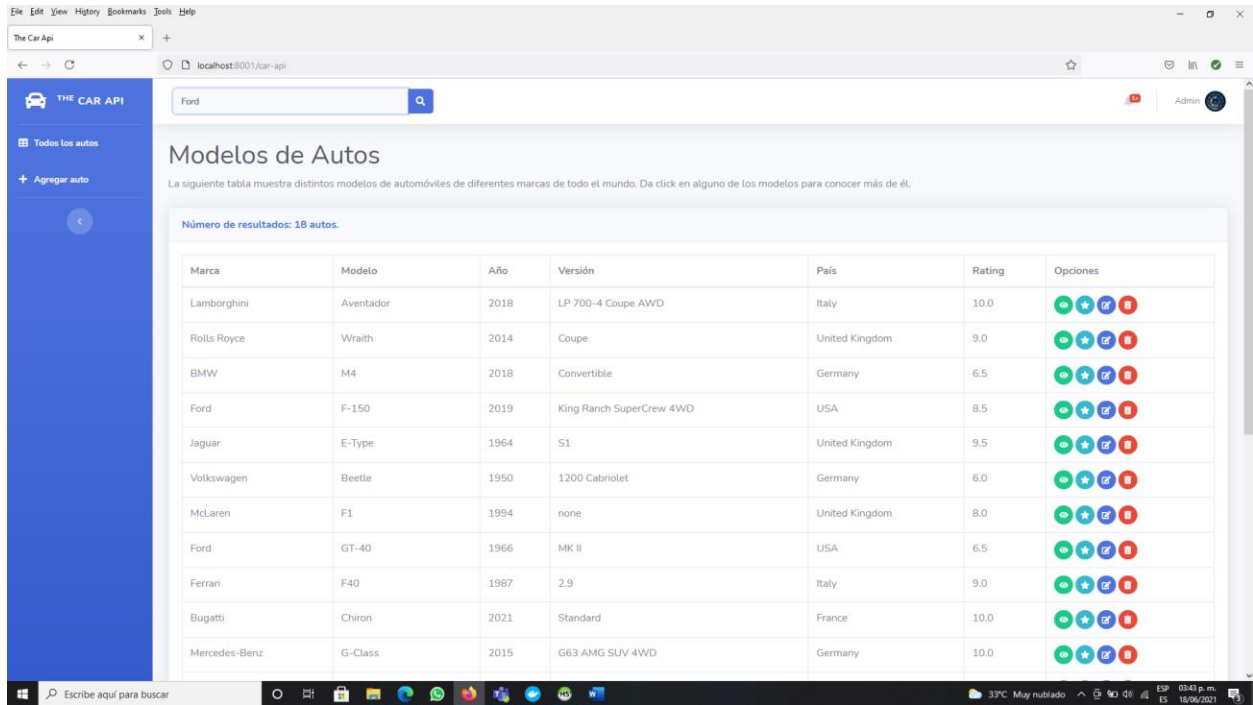 File Edit View History Bookmarks Tools Help
The Car Api
localhost:8001/car-api
THE CAR API
Ford
Admin
Todos los autos
Agregar auto
Modelos de Autos
La siguiente tabla muestra distintos modelos de automóviles de diferentes marcas de todo el mundo. Da click en alguno de los modelos para conocer más de él.
Número de resultados: 18 autos.
Marca Modelo Año Versión País Rating Opciones
Lamborghini Aventador 2018 LP 700-4 Coupe AWD Italy 10.0
Rolls Royce Wraith 2014 Coupe United Kingdom 9.0
BMW M4 2018 Convertible Germany 6.5
Ford F-150 2019 King Ranch SuperCrew 4WD USA 8.5
Jaguar E-Type 1964 S1 United Kingdom 9.5
Volkswagen Beetle 1950 1200 Cabriolet Germany 6.0
McLaren F1 1994 none United Kingdom 8.0
Ford GT-40 1966 MK II USA 6.5
Ferrari F40 1987 2.9 Italy 9.0
Bugatti Chiron 2021 Standard France 10.0
Mercedes-Benz G-Class 2015 G63 AMG SUV 4WD Germany 10.0
Escribe aquí para buscar
33°C Muy nublado
ESP 03:43 p. m.
ES 18/06/2021